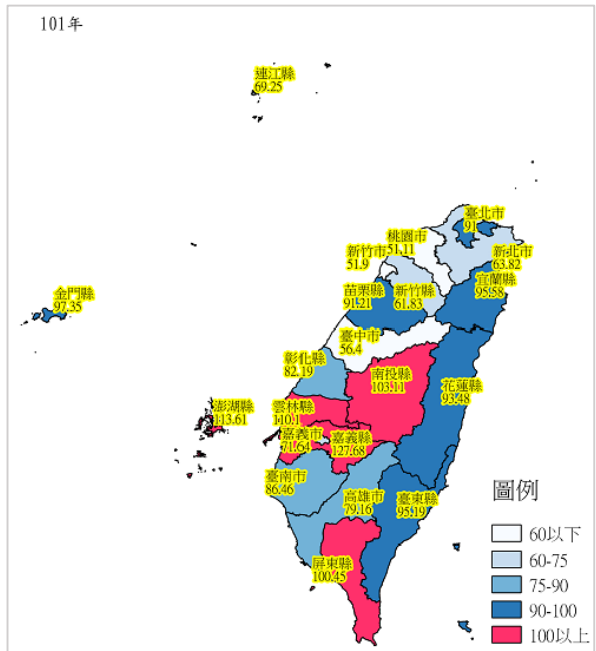 101年
連江縣
69.25
臺北市
91
桃園市
51.11
新竹市
51.9
新北市
63.82
宜蘭縣
95.58
金門縣
97.35
苗栗縣
91.21
新竹縣
61.83
臺中市
56.4
彰化縣
82.19
南投縣
103.11
花蓮縣
93.48
澎湖縣
113.61
雲林縣
110.1
嘉義市
71.64
嘉義縣
127.68
臺南市
86.46
高雄市
79.16
臺東縣
95.19
屏東縣
100.45
圖例
60以下
60-75
75-90
90-100
100以上